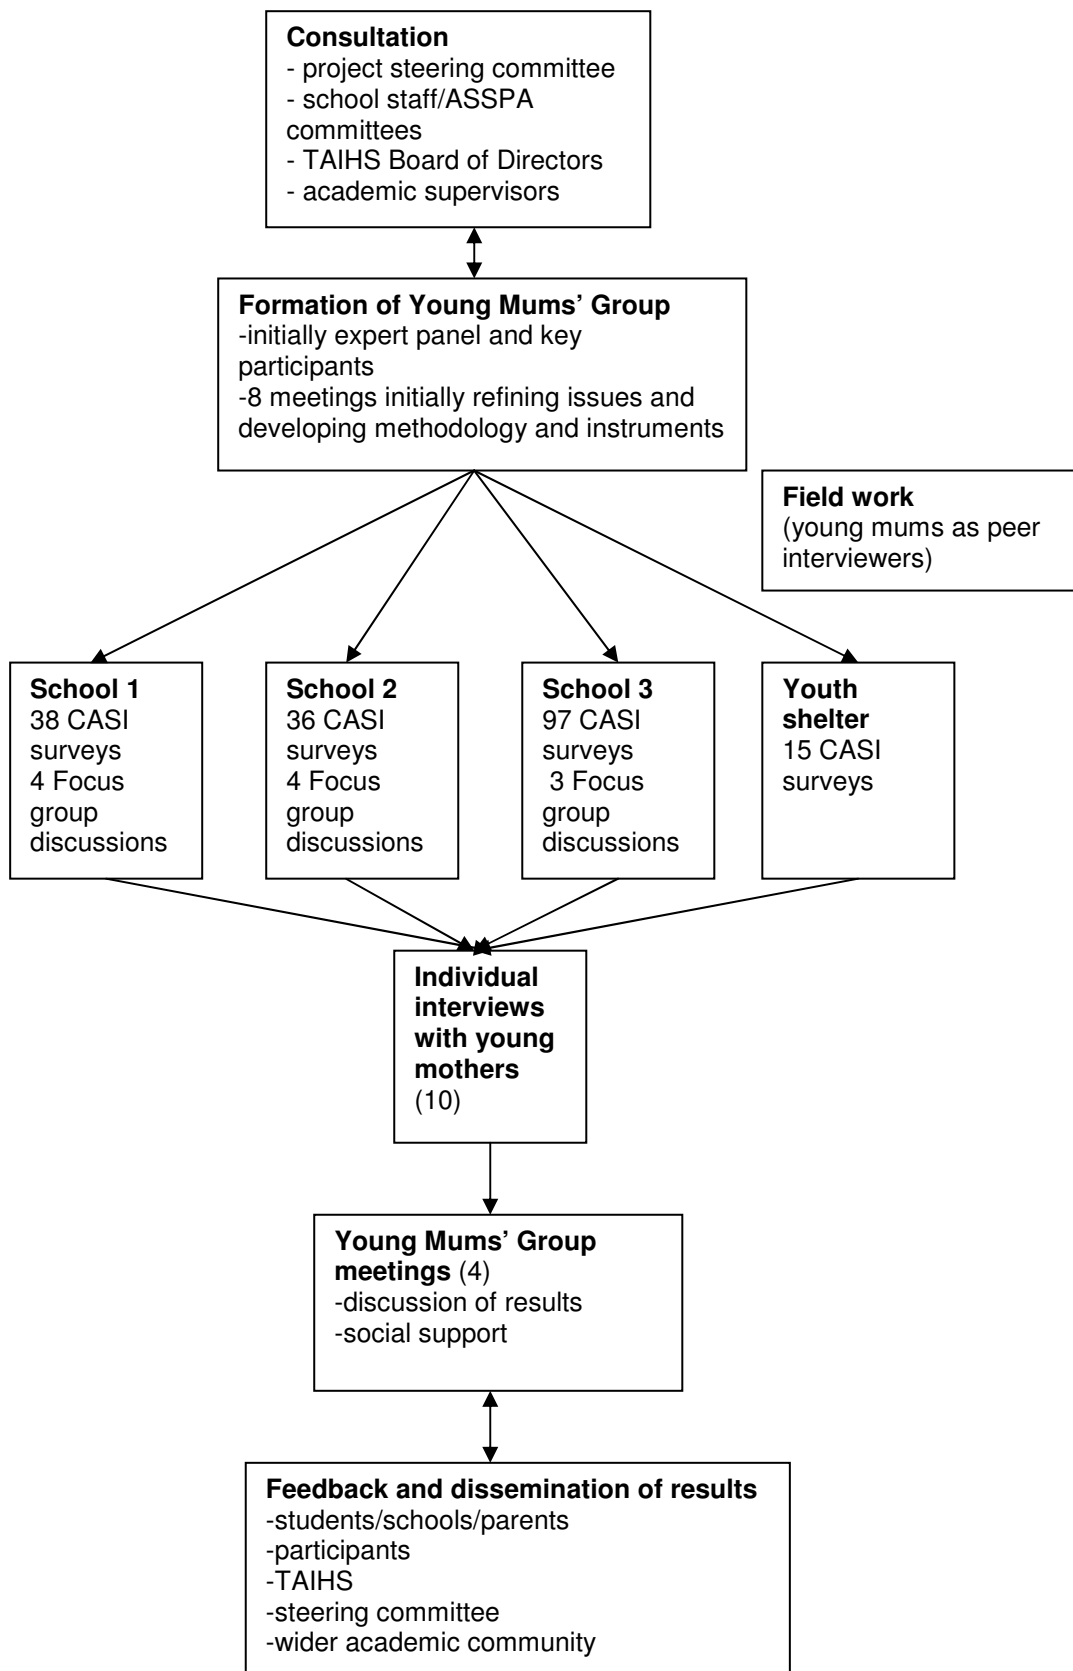 Consultation
- project steering committee
- school staff/ASSPA
committees
- TAIHS Board of Directors
- academic supervisors
Formation of Young Mums’ Group
-initially expert panel and key
participants
-8 meetings initially refining issues and
developing methodology and instruments
Field work
(young mums as peer
interviewers)
School 1
38 CASI
surveys
4 Focus
group
discussions
School 2
36 CASI
surveys
4 Focus
group
discussions
School 3
97 CASI
surveys
3 Focus
group
discussions
Youth
shelter
15 CASI
surveys
Individual
interviews
with young
mothers
(10)
Young Mums’ Group
meetings (4)
-discussion of results
-social support
Feedback and dissemination of results
-students/schools/parents
-participants
-TAIHS
-steering committee
-wider academic community